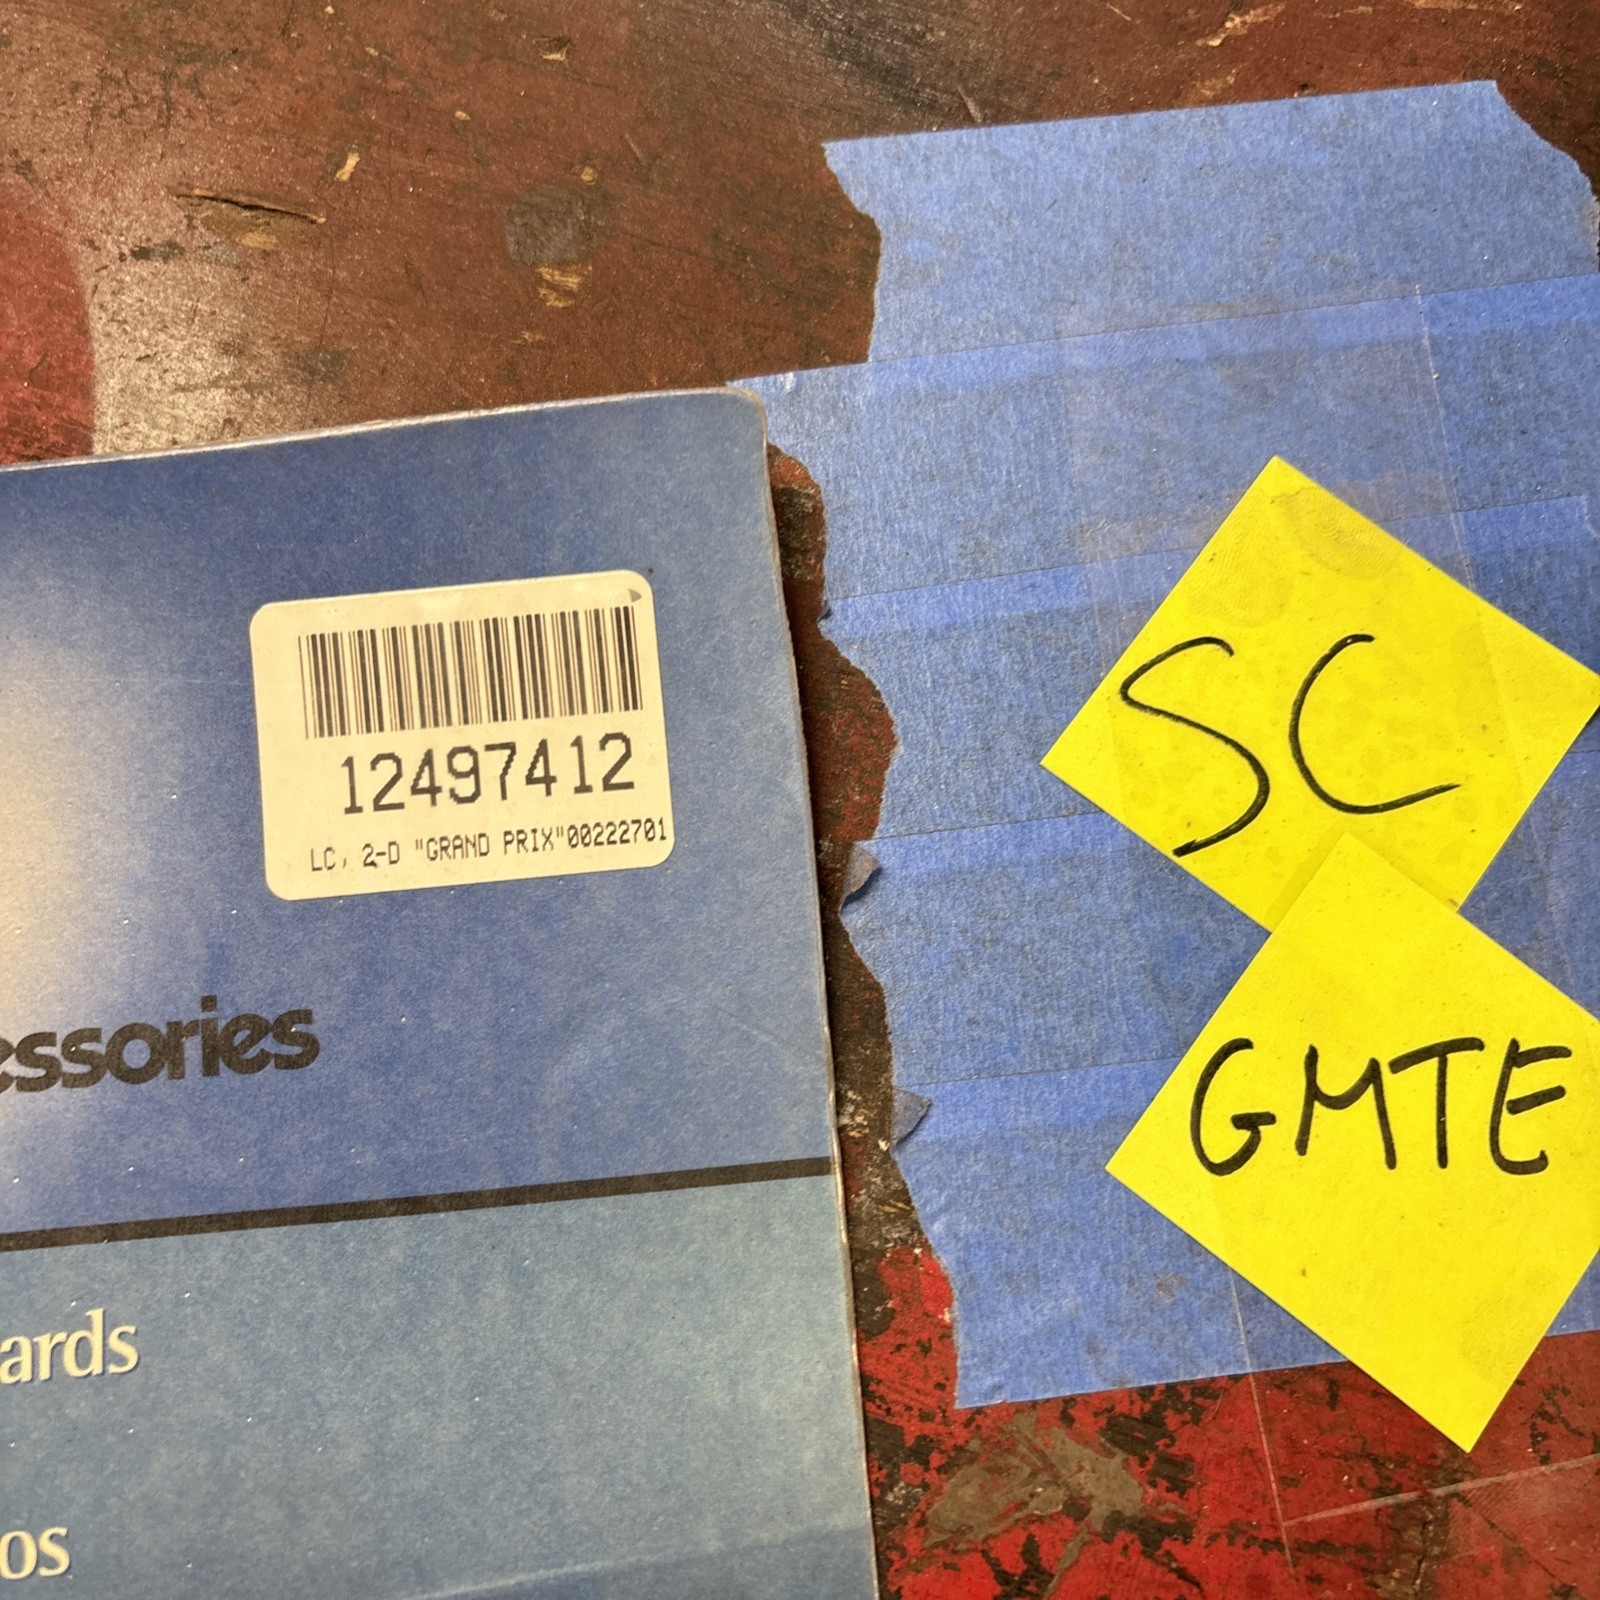 12497412
LC, 2-D "GRAND PRIX"00222701
essories
ards
os
SC
GMTE